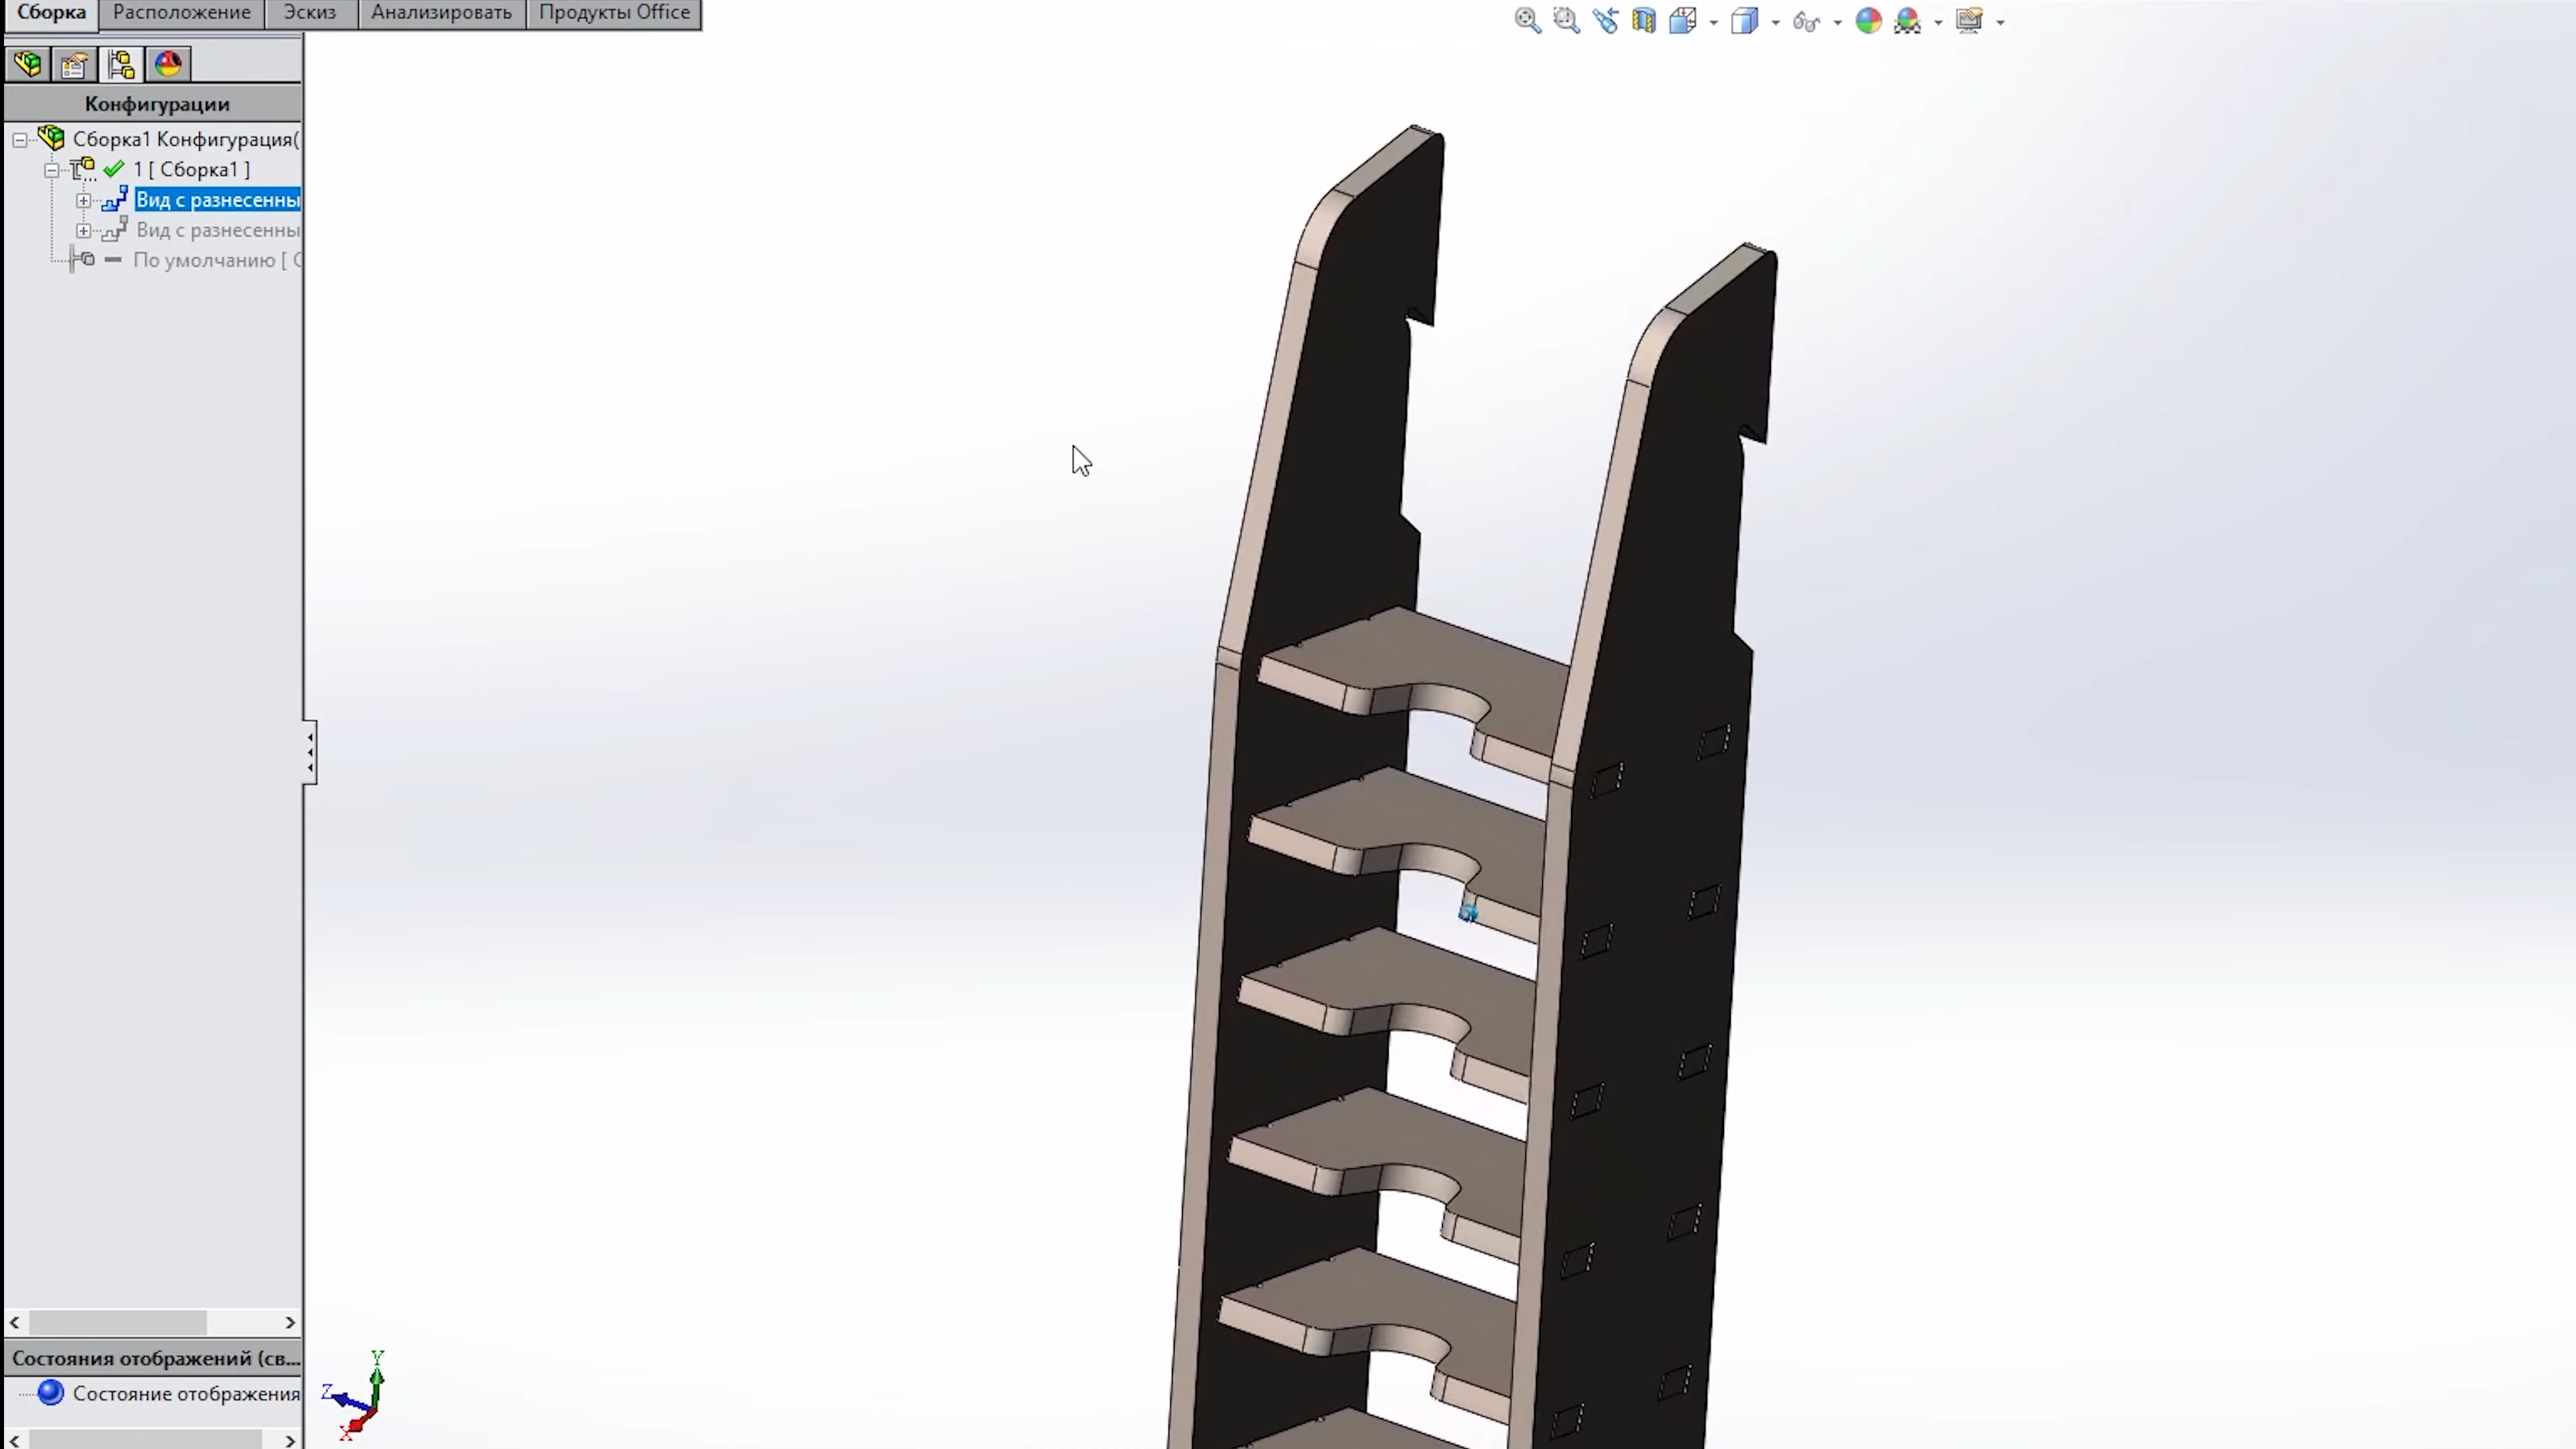 Сборка Расположение Эскиз Анализировать Продукты Office
Конфигурации
Сборка1 Конфигурация(
1 [ Сборка1 ]
Вид с разнесенны
Вид с разнесенны
По умолчанию [ С
Состояния отображений (св...
Состояние отображения
Y
Z
X